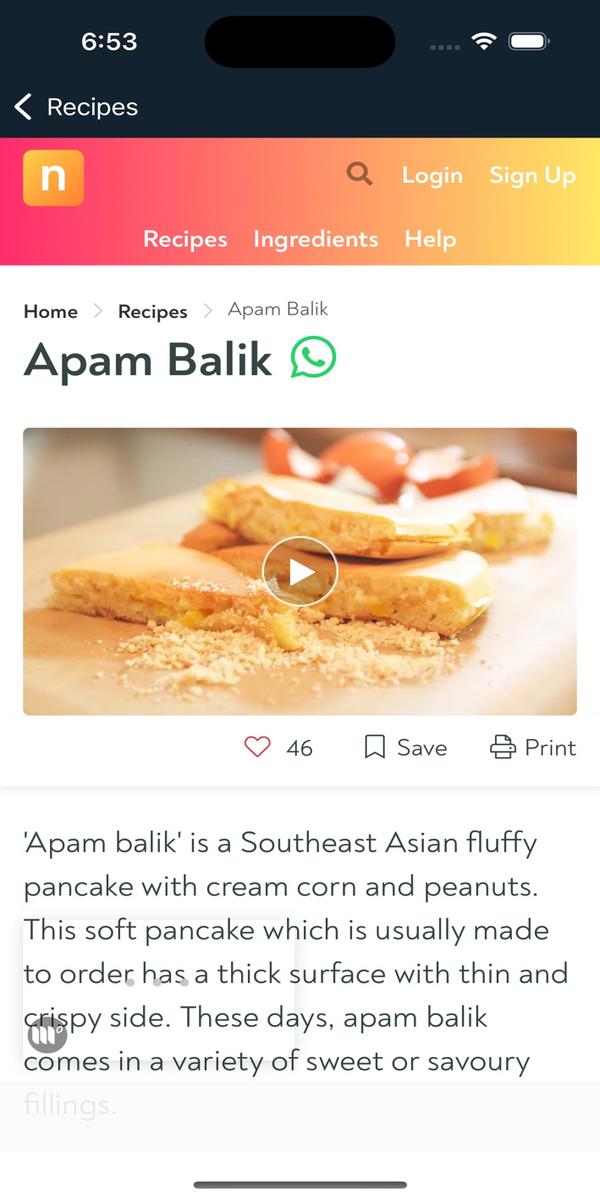 6:53
Recipes
n
Login Sign Up
Recipes Ingredients Help
Home Recipes Apam Balik
Apam Balik
46 Save Print
'Apam balik' is a Southeast Asian fluffy
pancake with cream corn and peanuts.
This soft pancake which is usually made
to order has a thick surface with thin and
crispy side. These days, apam balik
comes in a variety of sweet or savoury
fillings.